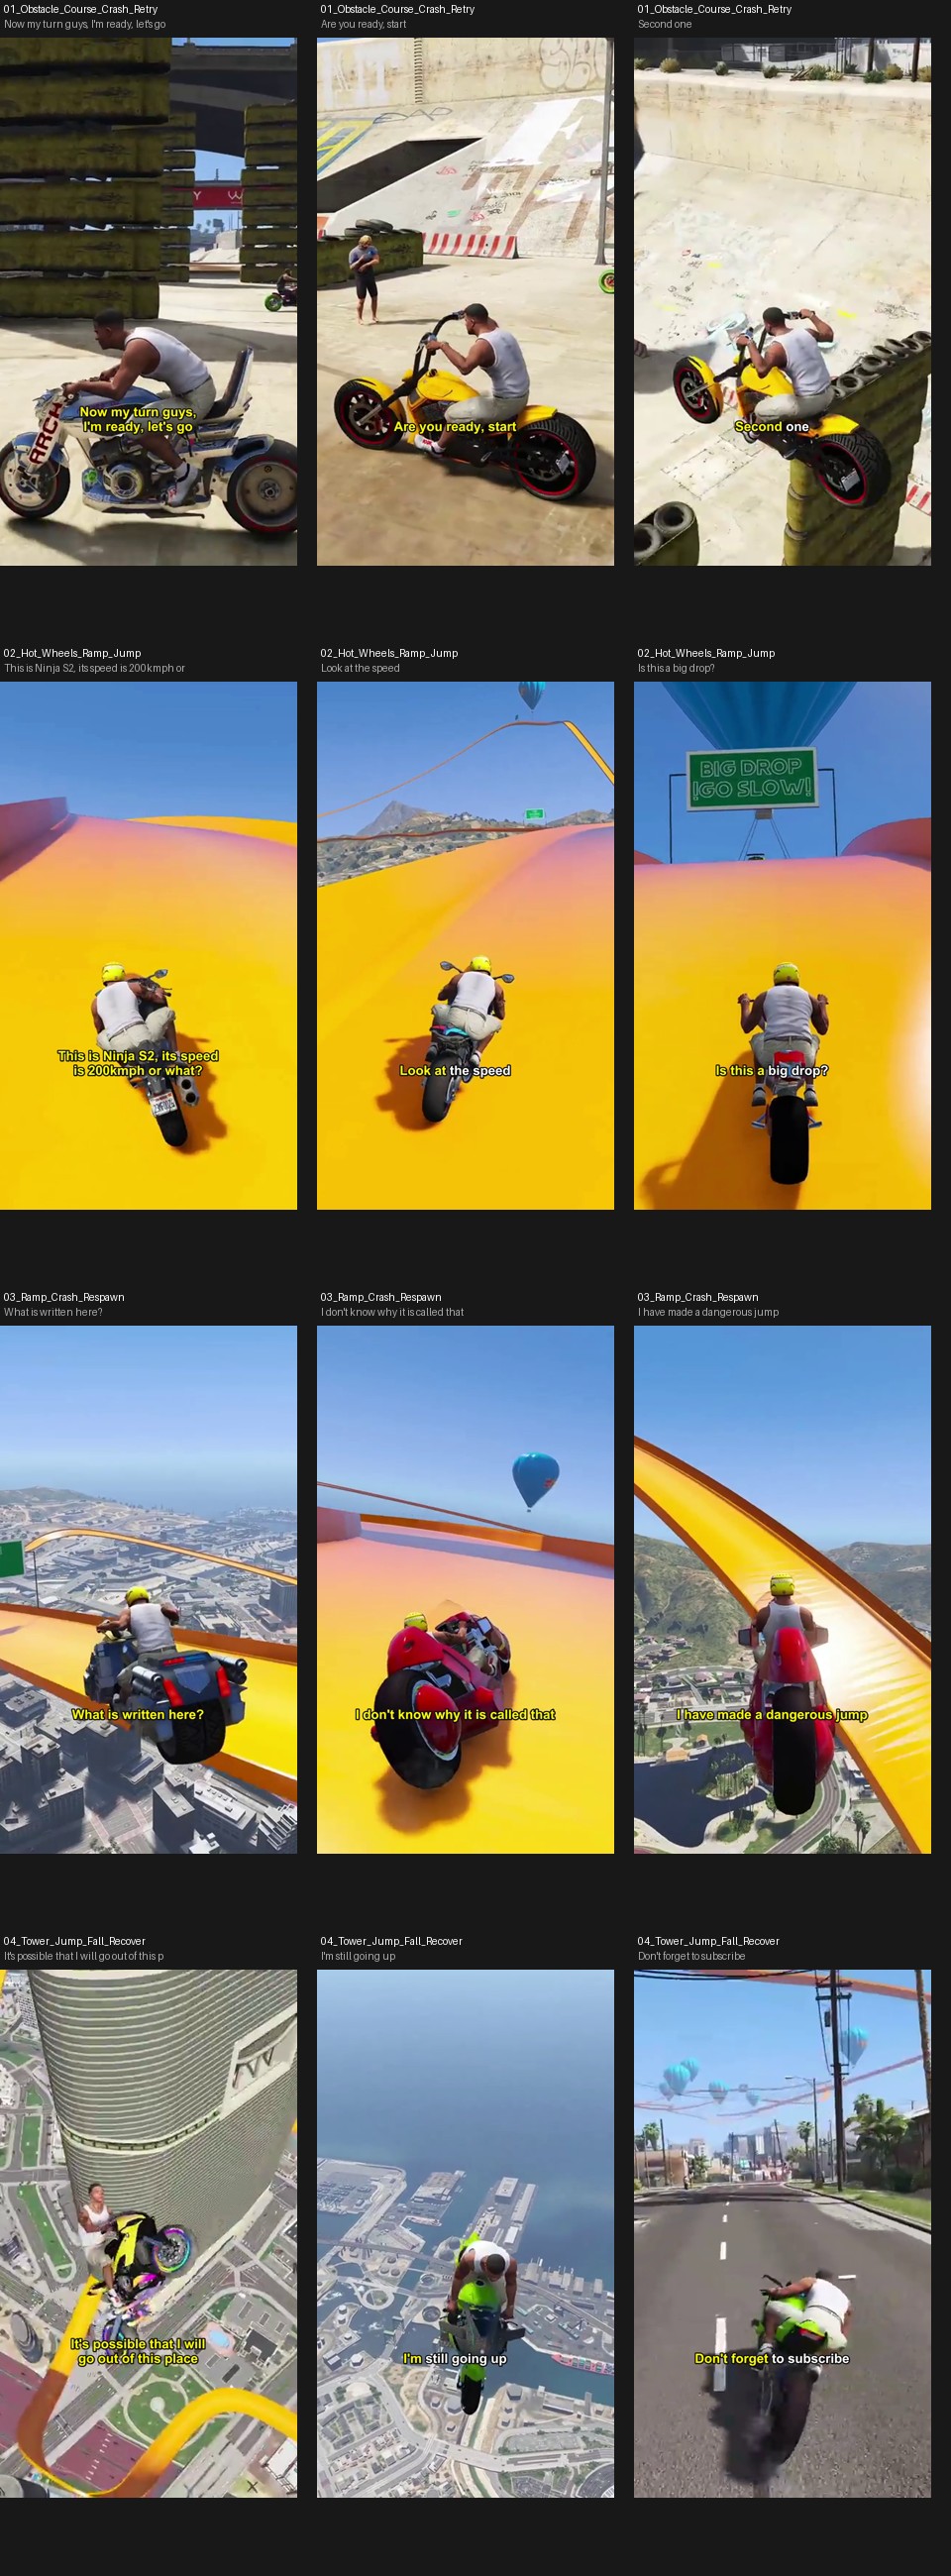 01_Obstacle_Course_Crash_Retry
Now my turn guys, I'm ready, let's go
Y W
Now my turn guys,
I'm ready, let's go
ARCH
01_Obstacle_Course_Crash_Retry
Are you ready, start
Are you ready, start
01_Obstacle_Course_Crash_Retry
Second one
Second one
02_Hot_Wheels_Ramp_Jump
This is Ninja S2, its speed is 200kmph or
This is Ninja S2, its speed
is 200kmph or what?
02_Hot_Wheels_Ramp_Jump
Look at the speed
Look at the speed
02_Hot_Wheels_Ramp_Jump
Is this a big drop?
BIG DROP
!GO SLOW!
Is this a big drop?
03_Ramp_Crash_Respawn
What is written here?
What is written here?
03_Ramp_Crash_Respawn
I don't know why it is called that
I don't know why it is called that
03_Ramp_Crash_Respawn
I have made a dangerous jump
I have made a dangerous jump
04_Tower_Jump_Fall_Recover
It's possible that I will go out of this p
It's possible that I will
go out of this place
04_Tower_Jump_Fall_Recover
I'm still going up
I'm still going up
04_Tower_Jump_Fall_Recover
Don't forget to subscribe
Don't forget to subscribe